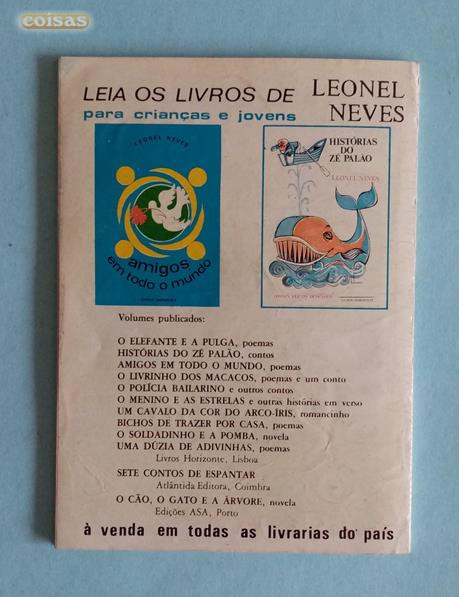 coisas
LEIA OS LIVROS DE LEONEL NEVES
para crianças e jovens
LEONEL NEVES
amigos
em todo o mundo
LIVROS HORIZONTE
HISTÓRIAS
DO
ZÉ PALÃO
LEONEL NEVES
Volumes publicados:
O ELEFANTE E A PULGA, poemas
HISTÓRIAS DO ZÉ PALÃO, contos
AMIGOS EM TODO O MUNDO, poemas
O LIVRINHO DOS MACACOS, poemas e um conto
O POLÍCIA BAILARINO e outros contos
O MENINO E AS ESTRELAS e outras histórias em verso
UM CAVALO DA COR DO ARCO-ÍRIS, romancinho
BICHOS DE TRAZER POR CASA, poemas
O SOLDADINHO E A POMBA, novela
UMA DÚZIA DE ADIVINHAS, poemas
Livros Horizonte, Lisboa
SETE CONTOS DE ESPANTAR
Atlântida Editora, Coimbra
O CÃO, O GATO E A ÁRVORE, novela
Edições ASA, Porto
à venda em todas as livrarias do país